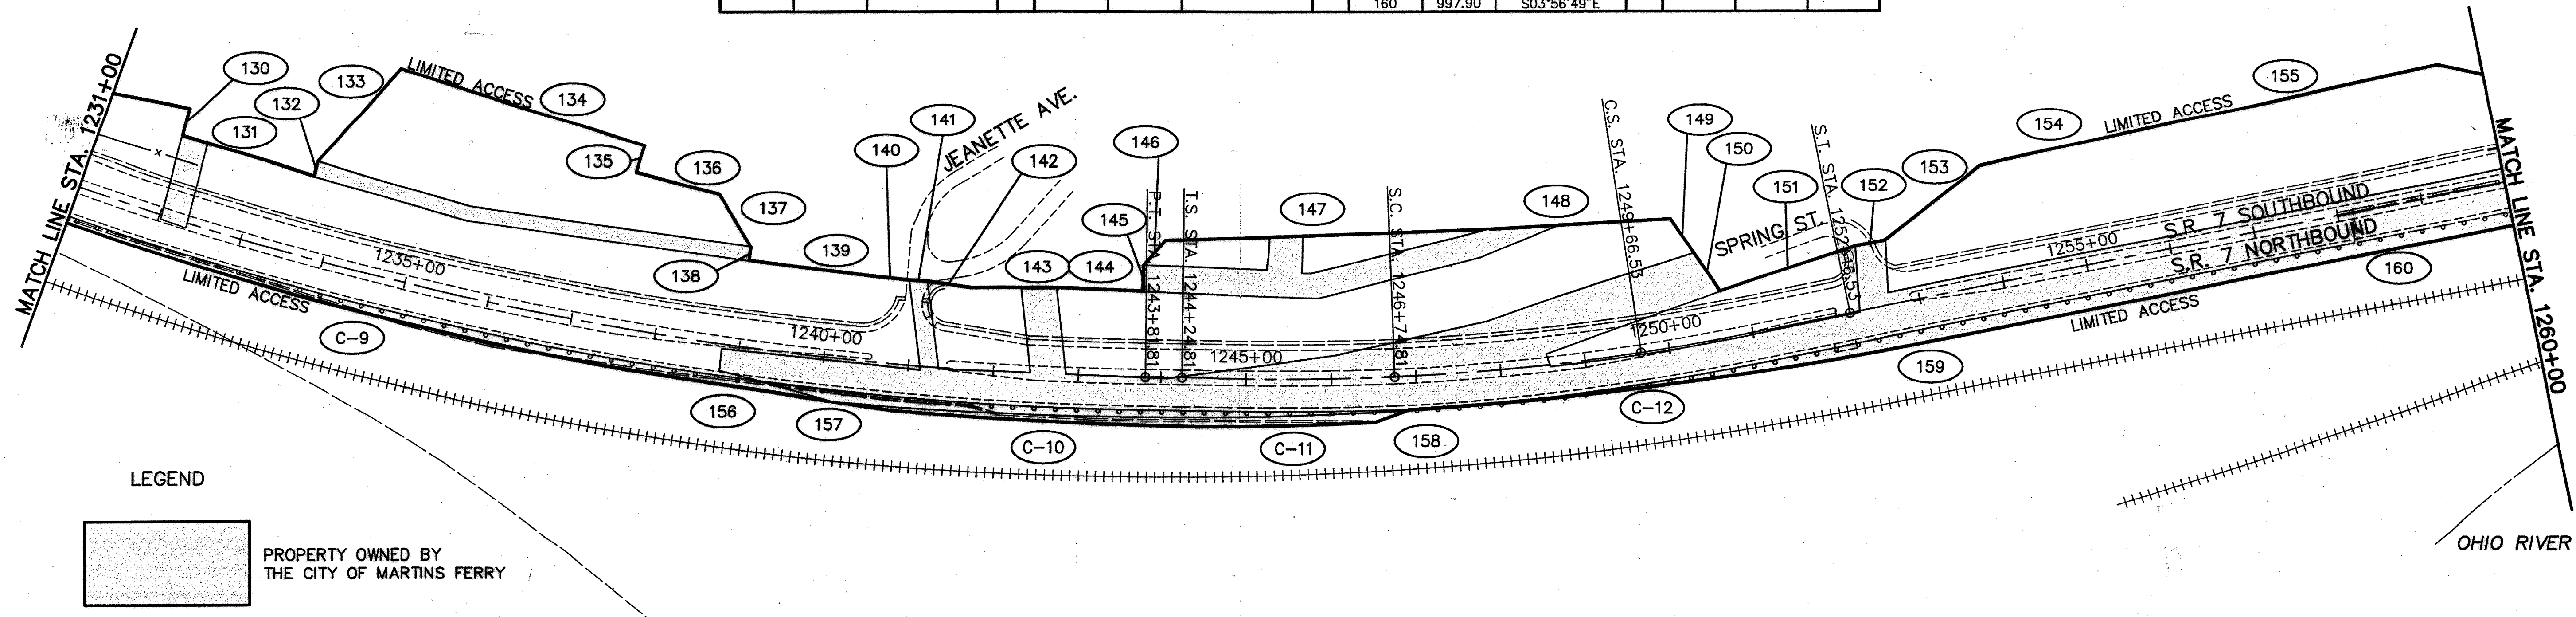 160 997.90 S03°56'49"E
MATCH LINE STA. 1231+00
130
131
132
133
LIMITED ACCESS
134
135
136
137
138
139
140
141
JEANETTE AVE.
142
143
144
145
146
P.T. STA. 1243+81.81
T.S. STA. 1244+24.81
147
S.C. STA. 1246+74.81
148
C.S. STA. 1249+66.53
149
150
SPRING ST.
151
152
153
154
LIMITED ACCESS
155
MATCH LINE STA. 1260+00
S.R. 7 SOUTHBOUND
S.R. 7 NORTHBOUND
1235+00
1240+00
1245+00
1250+00
1255+00
LIMITED ACCESS
C-9
156
157
C-10
C-11
158
C-12
159
LIMITED ACCESS
160
LEGEND
PROPERTY OWNED BY
THE CITY OF MARTINS FERRY
OHIO RIVER